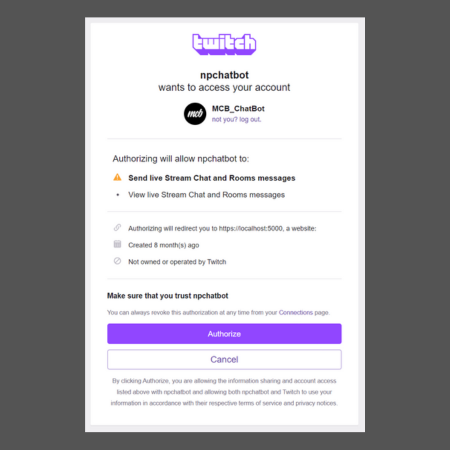 twitch
npchatbot
wants to access your account
mcb
MCB_ChatBot
not you? log out.
Authorizing will allow npchatbot to:
Send live Stream Chat and Rooms messages
• View live Stream Chat and Rooms messages
Authorizing will redirect you to https://localhost:5000, a website:
Created 8 month(s) ago
Not owned or operated by Twitch
Make sure that you trust npchatbot
You can always revoke this authorization at any time from your Connections page.
Authorize
Cancel
By clicking Authorize, you are allowing the information sharing and account access
listed above with npchatbot and allowing both npchatbot and Twitch to use your
information in accordance with their respective terms of service and privacy notices.